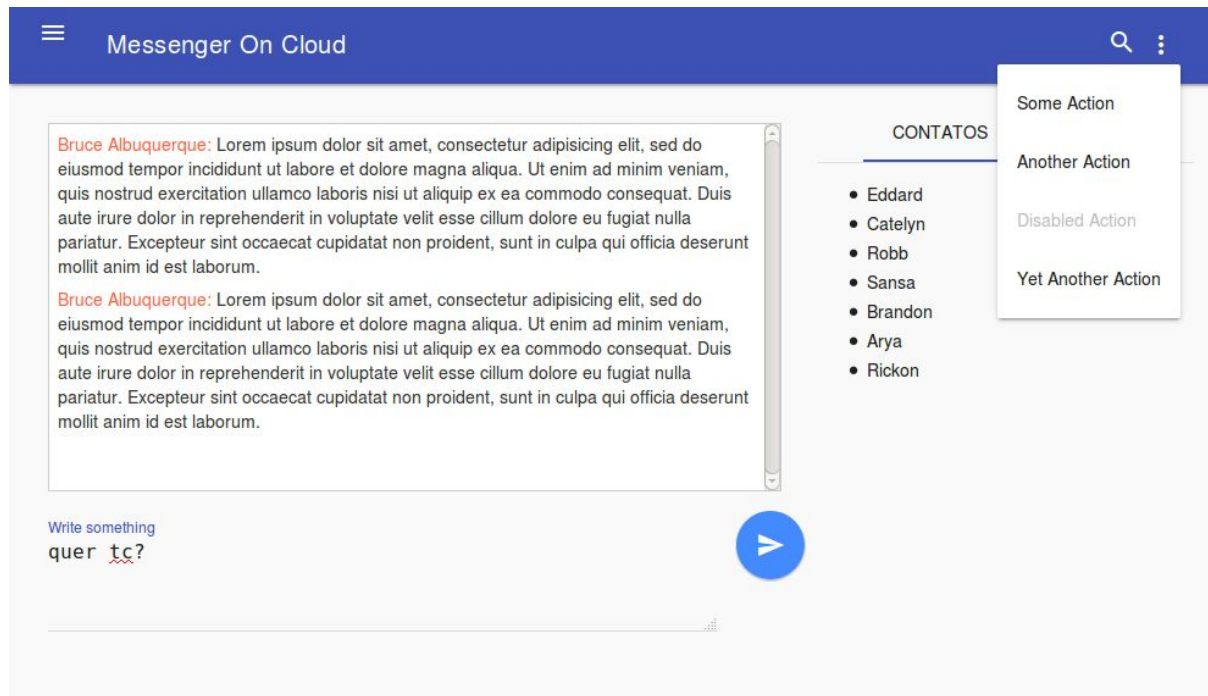 Messenger On Cloud
Bruce Albuquerque: Lorem ipsum dolor sit amet, consectetur adipisicing elit, sed do
eiusmod tempor incididunt ut labore et dolore magna aliqua. Ut enim ad minim veniam,
quis nostrud exercitation ullamco laboris nisi ut aliquip ex ea commodo consequat. Duis
aute irure dolor in reprehenderit in voluptate velit esse cillum dolore eu fugiat nulla
pariatur. Excepteur sint occaecat cupidatat non proident, sunt in culpa qui officia deserunt
mollit anim id est laborum.
Bruce Albuquerque: Lorem ipsum dolor sit amet, consectetur adipisicing elit, sed do
eiusmod tempor incididunt ut labore et dolore magna aliqua. Ut enim ad minim veniam,
quis nostrud exercitation ullamco laboris nisi ut aliquip ex ea commodo consequat. Duis
aute irure dolor in reprehenderit in voluptate velit esse cillum dolore eu fugiat nulla
pariatur. Excepteur sint occaecat cupidatat non proident, sunt in culpa qui officia deserunt
mollit anim id est laborum.
Write something
quer tc?
CONTATOS
Eddard
Catelyn
Robb
Sansa
Brandon
Arya
Rickon
Some Action
Another Action
Disabled Action
Yet Another Action